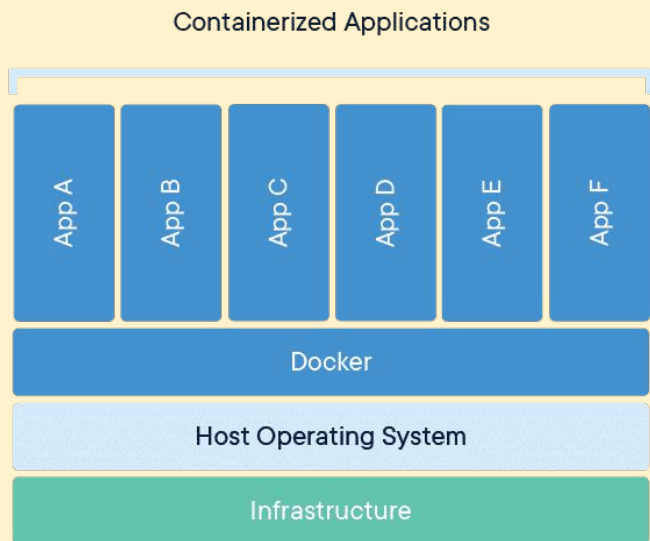 Containerized Applications
App A
App B
App C
App D
App E
App F
Docker
Host Operating System
Infrastructure